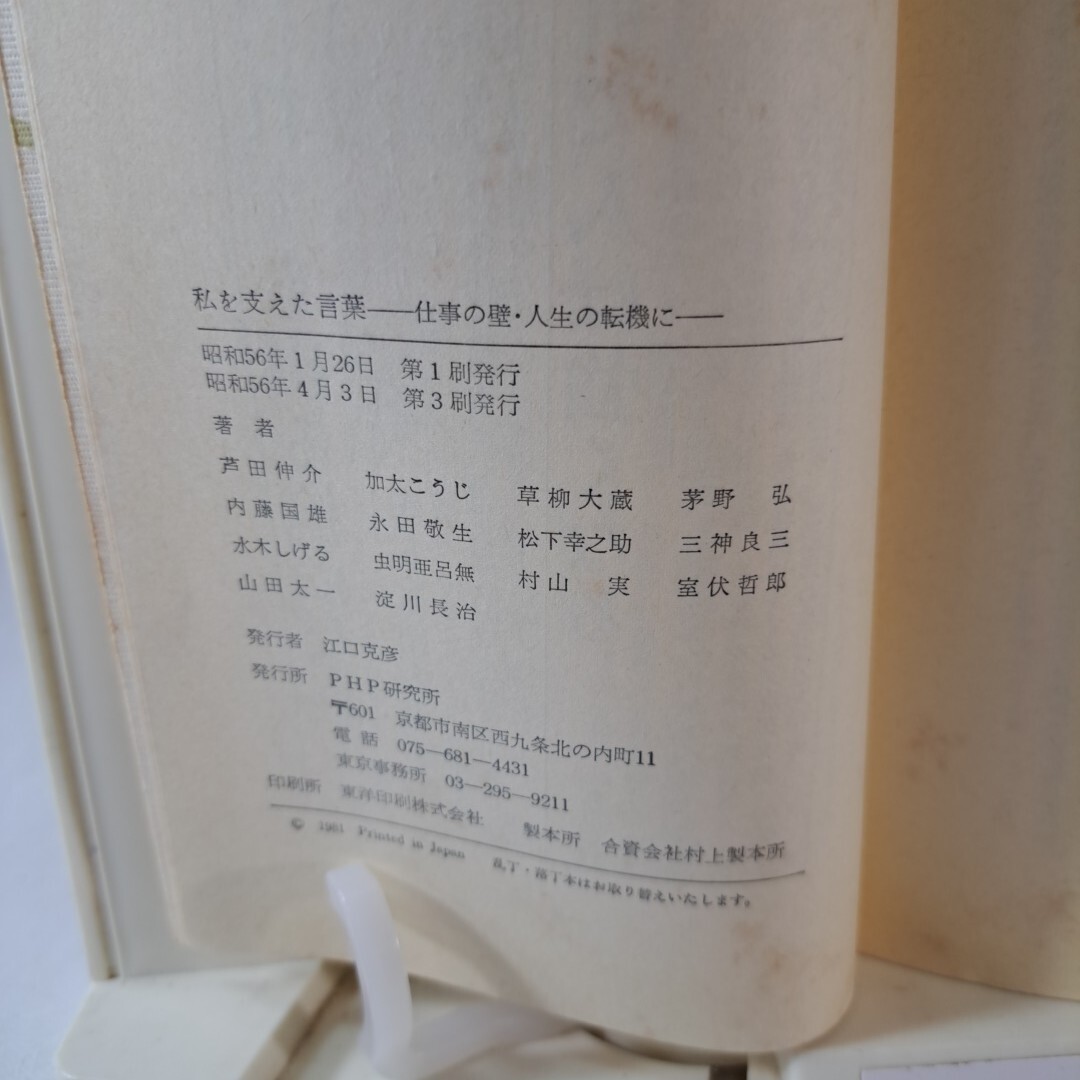 私を支えた言葉――仕事の壁・人生の転機に――
昭和56年1月26日 第1刷発行
昭和56年4月3日 第3刷発行
著者
芦田伸介 加太こうじ 草柳大蔵 茅野弘
内藤国雄 永田敬生 松下幸之助 三神良三
水木しげる 虫明亜呂無 村山実 室伏哲郎
山田太一 淀川長治
発行者 江口克彦
発行所 PHP研究所
〒601 京都市南区西九条北の内町11
電話 075―681―4431
東京事務所 03―295―9211
印刷所 東洋印刷株式会社 製本所 合資会社村上製本所
© 1981 Printed in Japan 乱丁・落丁本はお取り替えいたします。